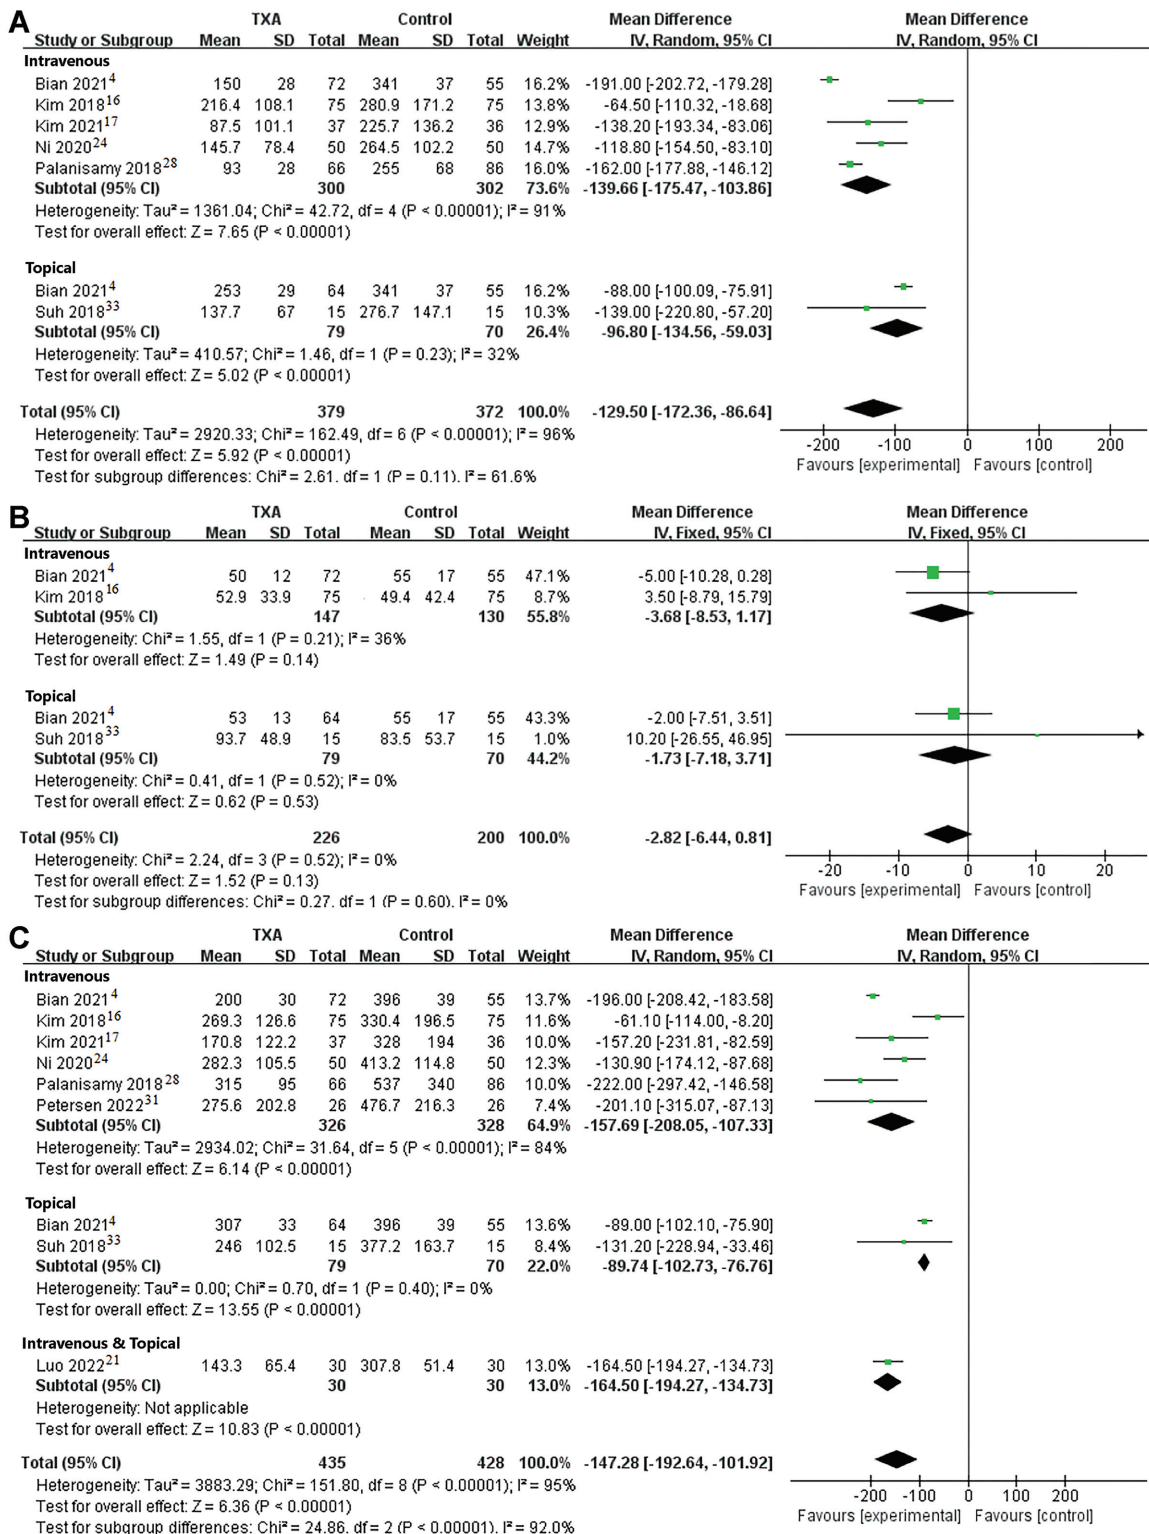 A
TXA Control Mean Difference Mean Difference
Study or Subgroup Mean SD Total Mean SD Total Weight IV, Random, 95% CI IV, Random, 95% CI
Intravenous
Bian 2021⁴ 150 28 72 341 37 55 16.2% -191.00 [-202.72, -179.28]
Kim 2018¹⁶ 216.4 108.1 75 280.9 171.2 75 13.8% -64.50 [-110.32, -18.68]
Kim 2021¹⁷ 87.5 101.1 37 225.7 136.2 36 12.9% -138.20 [-193.34, -83.06]
Ni 2020²⁴ 145.7 78.4 50 264.5 102.2 50 14.7% -118.80 [-154.50, -83.10]
Palanisamy 2018²⁸ 93 28 66 255 68 86 16.0% -162.00 [-177.88, -146.12]
Subtotal (95% CI) 300 302 73.6% -139.66 [-175.47, -103.86]
Heterogeneity: Tau² = 1361.04; Chi² = 42.72, df = 4 (P < 0.00001); I² = 91%
Test for overall effect: Z = 7.65 (P < 0.00001)
Topical
Bian 2021⁴ 253 29 64 341 37 55 16.2% -88.00 [-100.09, -75.91]
Suh 2018³³ 137.7 67 15 276.7 147.1 15 10.3% -139.00 [-220.80, -57.20]
Subtotal (95% CI) 79 70 26.4% -96.80 [-134.56, -59.03]
Heterogeneity: Tau² = 410.57; Chi² = 1.46, df = 1 (P = 0.23); I² = 32%
Test for overall effect: Z = 5.02 (P < 0.00001)
Total (95% CI) 379 372 100.0% -129.50 [-172.36, -86.64]
Heterogeneity: Tau² = 2920.33; Chi² = 162.49, df = 6 (P < 0.00001); I² = 96%
Test for overall effect: Z = 5.92 (P < 0.00001)
Test for subgroup differences: Chi² = 2.61, df = 1 (P = 0.11), I² = 61.6%
-200 -100 0 100 200
Favours [experimental] Favours [control]
B
TXA Control Mean Difference Mean Difference
Study or Subgroup Mean SD Total Mean SD Total Weight IV, Fixed, 95% CI IV, Fixed, 95% CI
Intravenous
Bian 2021⁴ 50 12 72 55 17 55 47.1% -5.00 [-10.28, 0.28]
Kim 2018¹⁶ 52.9 33.9 75 49.4 42.4 75 8.7% 3.50 [-8.79, 15.79]
Subtotal (95% CI) 147 130 55.8% -3.68 [-8.53, 1.17]
Heterogeneity: Chi² = 1.55, df = 1 (P = 0.21); I² = 36%
Test for overall effect: Z = 1.49 (P = 0.14)
Topical
Bian 2021⁴ 53 13 64 55 17 55 43.3% -2.00 [-7.51, 3.51]
Suh 2018³³ 93.7 48.9 15 83.5 53.7 15 1.0% 10.20 [-26.55, 46.95]
Subtotal (95% CI) 79 70 44.2% -1.73 [-7.18, 3.71]
Heterogeneity: Chi² = 0.41, df = 1 (P = 0.52); I² = 0%
Test for overall effect: Z = 0.62 (P = 0.53)
Total (95% CI) 226 200 100.0% -2.82 [-6.44, 0.81]
Heterogeneity: Chi² = 2.24, df = 3 (P = 0.52); I² = 0%
Test for overall effect: Z = 1.52 (P = 0.13)
Test for subgroup differences: Chi² = 0.27, df = 1 (P = 0.60), I² = 0%
-20 -10 0 10 20
Favours [experimental] Favours [control]
C
TXA Control Mean Difference Mean Difference
Study or Subgroup Mean SD Total Mean SD Total Weight IV, Random, 95% CI IV, Random, 95% CI
Intravenous
Bian 2021⁴ 200 30 72 396 39 55 13.7% -196.00 [-208.42, -183.58]
Kim 2018¹⁶ 269.3 126.6 75 330.4 196.5 75 11.6% -61.10 [-114.00, -8.20]
Kim 2021¹⁷ 170.8 122.2 37 328 194 36 10.0% -157.20 [-231.81, -82.59]
Ni 2020²⁴ 282.3 105.5 50 413.2 114.8 50 12.3% -130.90 [-174.12, -87.68]
Palanisamy 2018²⁸ 315 95 66 537 340 86 10.0% -222.00 [-297.42, -146.58]
Petersen 2022³¹ 275.6 202.8 26 476.7 216.3 26 7.4% -201.10 [-315.07, -87.13]
Subtotal (95% CI) 326 328 64.9% -157.69 [-208.05, -107.33]
Heterogeneity: Tau² = 2934.02; Chi² = 31.64, df = 5 (P < 0.00001); I² = 84%
Test for overall effect: Z = 6.14 (P < 0.00001)
Topical
Bian 2021⁴ 307 33 64 396 39 55 13.6% -89.00 [-102.10, -75.90]
Suh 2018³³ 246 102.5 15 377.2 163.7 15 8.4% -131.20 [-228.94, -33.46]
Subtotal (95% CI) 79 70 22.0% -89.74 [-102.73, -76.76]
Heterogeneity: Tau² = 0.00; Chi² = 0.70, df = 1 (P = 0.40); I² = 0%
Test for overall effect: Z = 13.55 (P < 0.00001)
Intravenous & Topical
Luo 2022²¹ 143.3 65.4 30 307.8 51.4 30 13.0% -164.50 [-194.27, -134.73]
Subtotal (95% CI) 30 30 13.0% -164.50 [-194.27, -134.73]
Heterogeneity: Not applicable
Test for overall effect: Z = 10.83 (P < 0.00001)
Total (95% CI) 435 428 100.0% -147.28 [-192.64, -101.92]
Heterogeneity: Tau² = 3883.29; Chi² = 151.80, df = 8 (P < 0.00001); I² = 95%
Test for overall effect: Z = 6.36 (P < 0.00001)
Test for subgroup differences: Chi² = 24.86, df = 2 (P < 0.00001), I² = 92.0%
-200 -100 0 100 200
Favours [experimental] Favours [control]